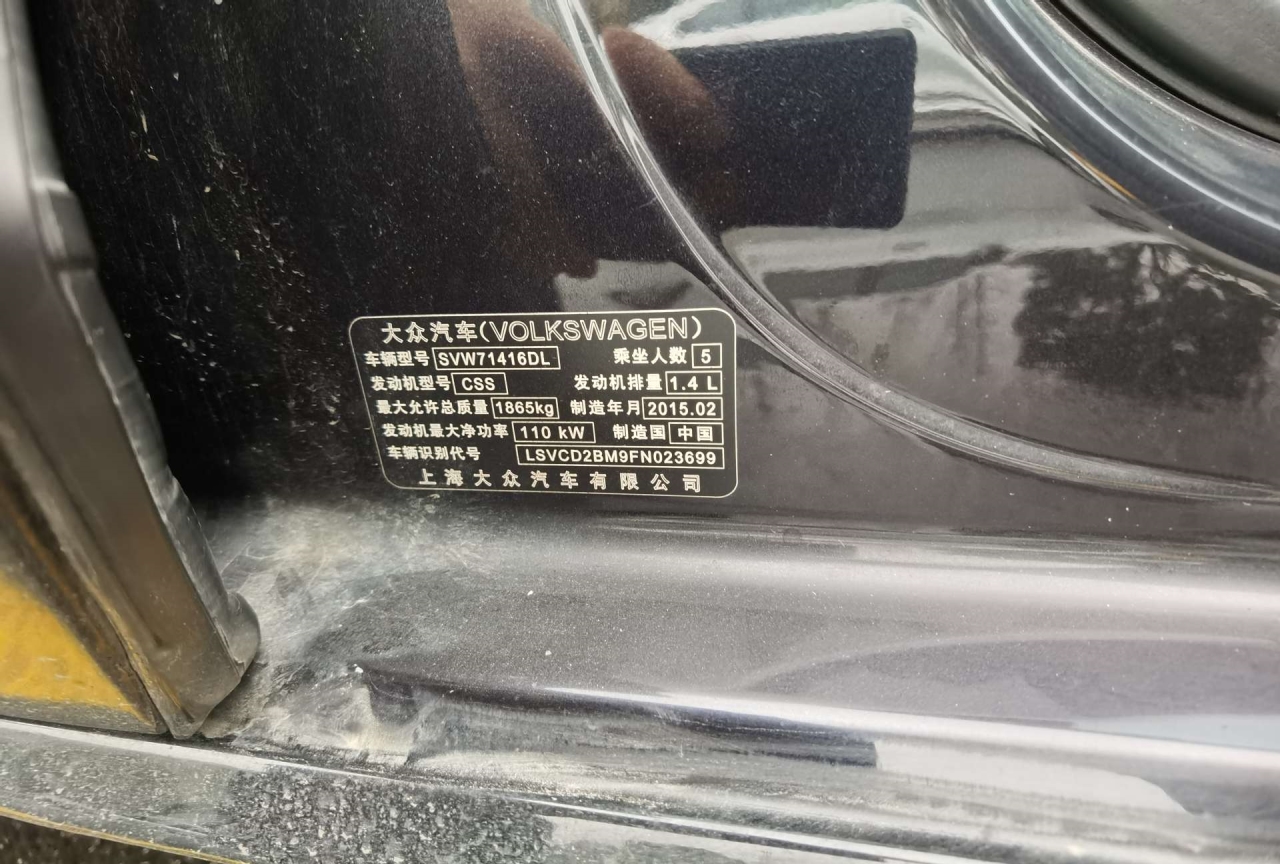 大众汽车(VOLKSWAGEN)
车辆型号 SVW71416DL 乘坐人数 5
发动机型号 CSS 发动机排量 1.4 L
最大允许总质量 1865kg 制造年月 2015.02
发动机最大净功率 110 kW 制造国 中国
车辆识别代号 LSVCD2BM9FN023699
上海大众汽车有限公司